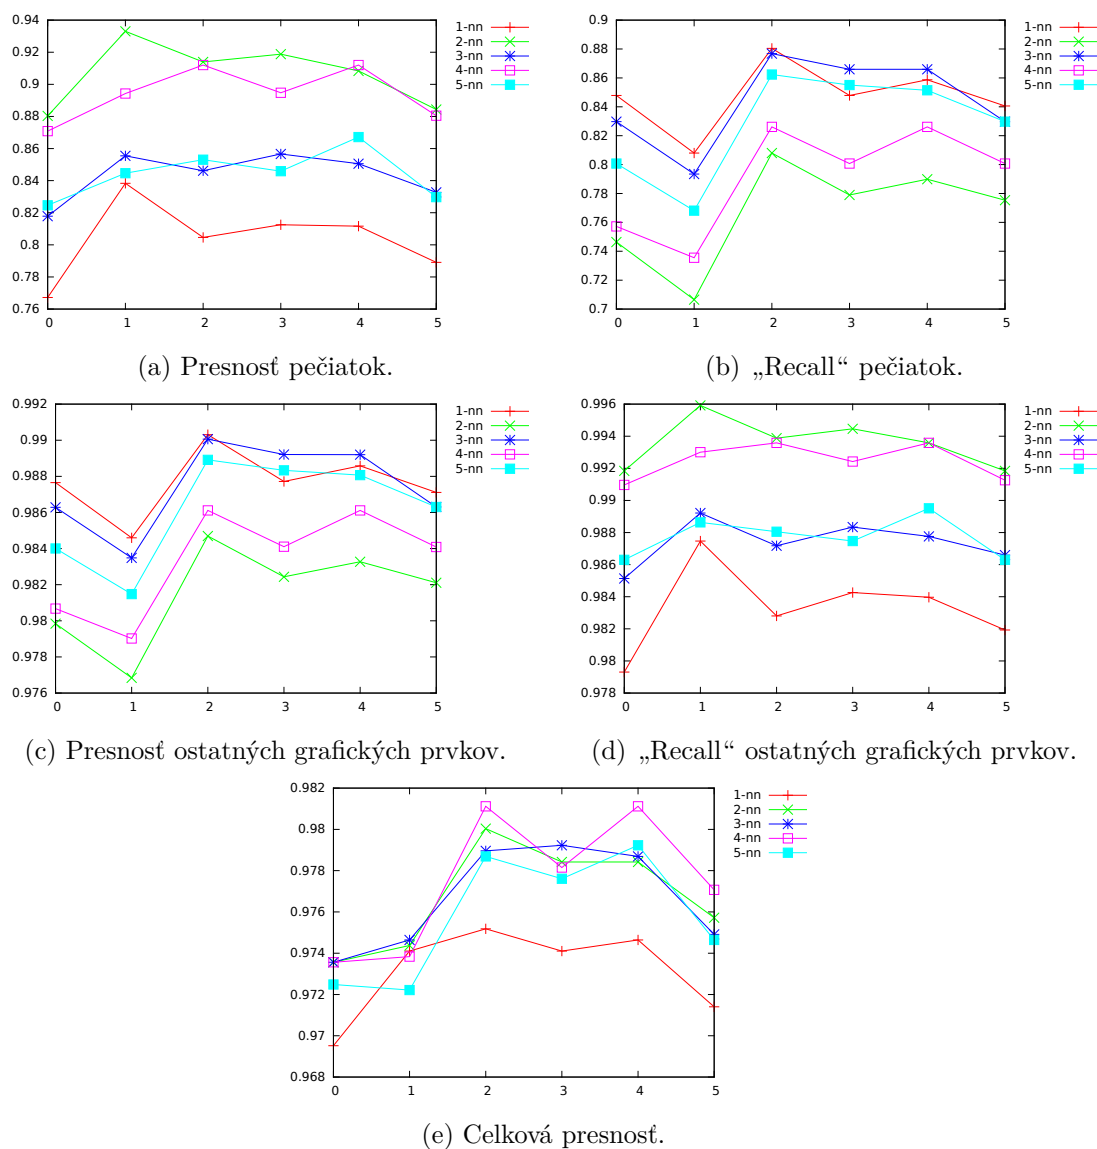 0.94
0.92
0.9
0.88
0.86
0.84
0.82
0.8
0.78
0.76
0 1 2 3 4 5
1-nn
2-nn
3-nn
4-nn
5-nn
(a) Presnosť pečiatok.
0.9
0.88
0.86
0.84
0.82
0.8
0.78
0.76
0.74
0.72
0.7
0 1 2 3 4 5
1-nn
2-nn
3-nn
4-nn
5-nn
(b) „Recall“ pečiatok.
0.992
0.99
0.988
0.986
0.984
0.982
0.98
0.978
0.976
0 1 2 3 4 5
1-nn
2-nn
3-nn
4-nn
5-nn
(c) Presnosť ostatných grafických prvkov.
0.996
0.994
0.992
0.99
0.988
0.986
0.984
0.982
0.98
0.978
0 1 2 3 4 5
1-nn
2-nn
3-nn
4-nn
5-nn
(d) „Recall“ ostatných grafických prvkov.
0.982
0.98
0.978
0.976
0.974
0.972
0.97
0.968
0 1 2 3 4 5
1-nn
2-nn
3-nn
4-nn
5-nn
(e) Celková presnosť.